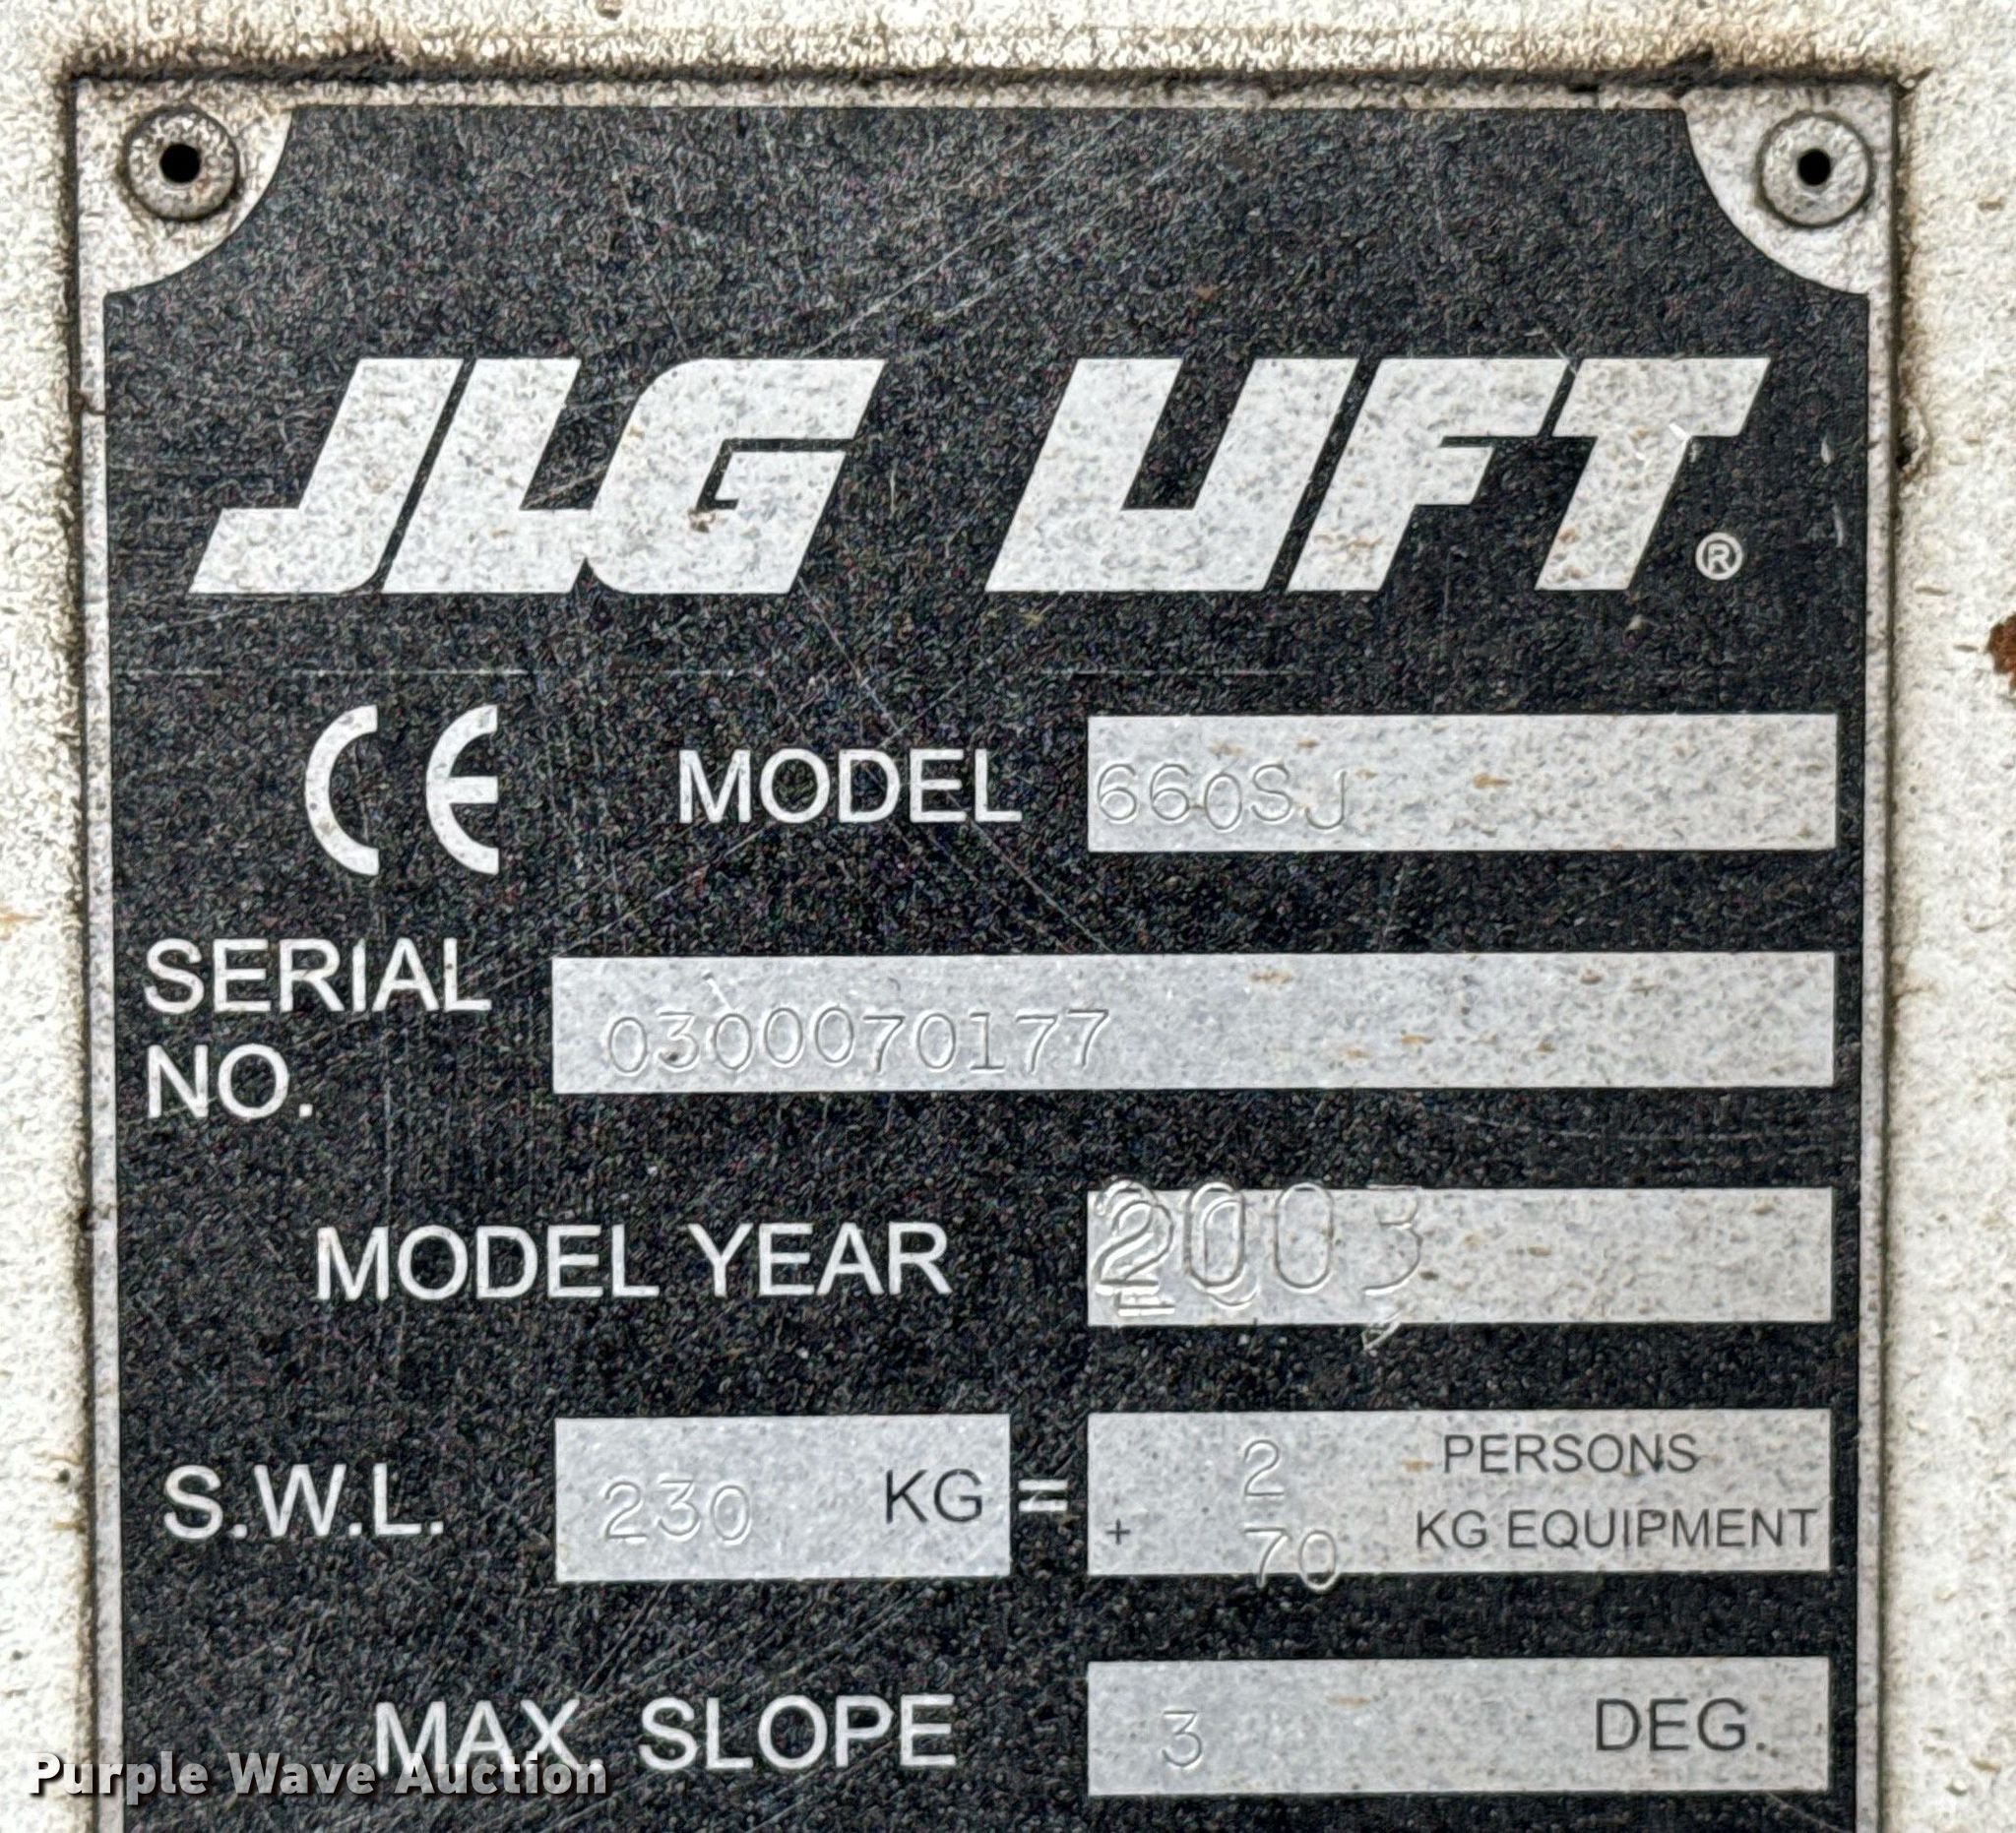 JLG LIFT®
CE MODEL 660SJ
SERIAL NO. 0300070177
MODEL YEAR 2003
S.W.L. 230 KG = 2 PERSONS
+ 70 KG EQUIPMENT
MAX. SLOPE 3 DEG.
Purple Wave Auction